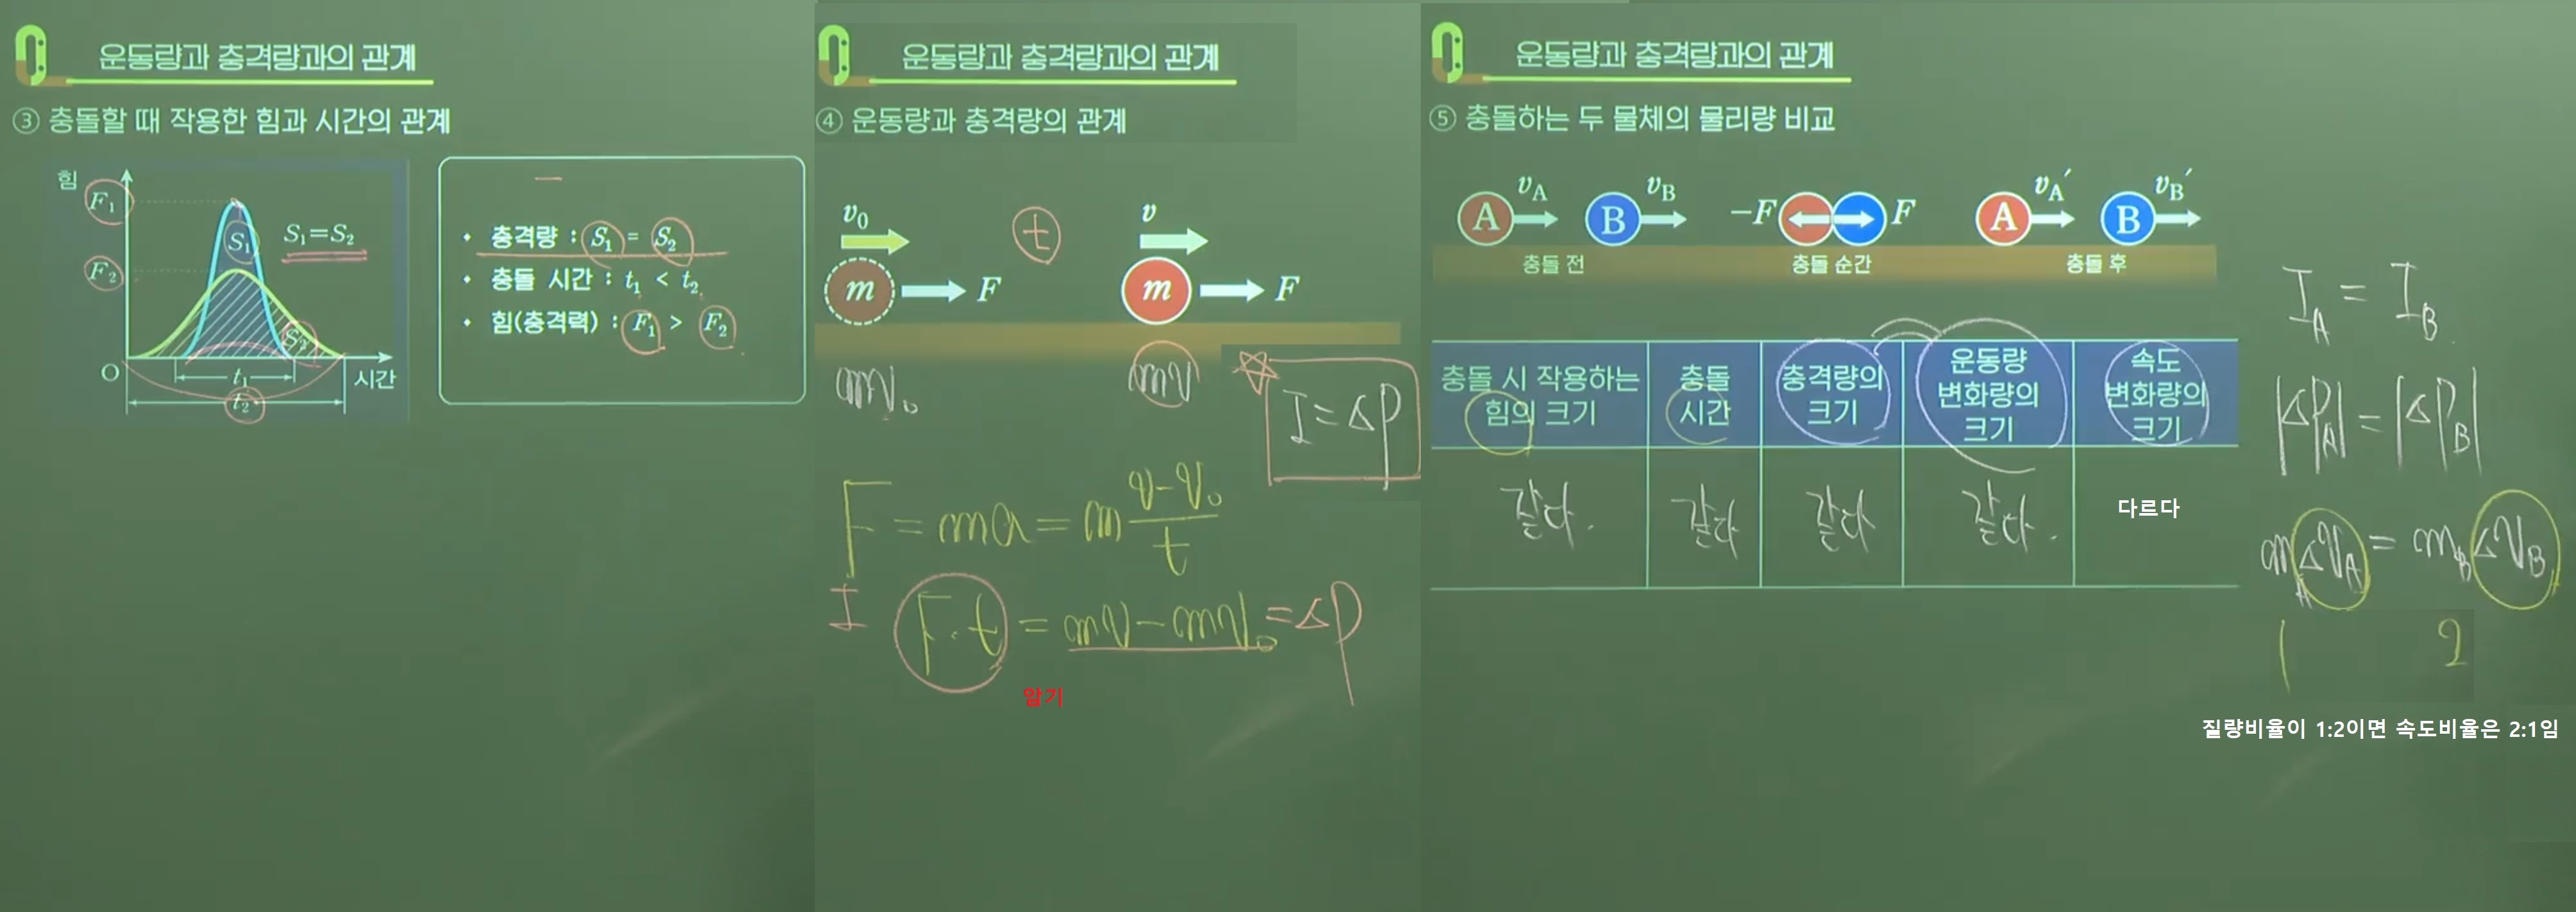 운동량과 충격량과의 관계
③ 충돌할 때 작용한 힘과 시간의 관계
힘
F₁
F₂
S₁
S₁=S₂
S₂
O
t₁
시간
t₂
• 충격량 : S₁ = S₂
• 충돌 시간 : t₁ < t₂
• 힘(충격력) : F₁ > F₂
운동량과 충격량과의 관계
④ 운동량과 충격량의 관계
v₀
t
v
m
F
m
F
mv₀
mv
I=△p
F=ma=m(v-v₀)/t
I F·t = mv-mv₀=△p
암기
운동량과 충격량과의 관계
⑤ 충돌하는 두 물체의 물리량 비교
A
vA
B
vB
-F
F
A
vA′
B
vB′
충돌 전
충돌 순간
충돌 후
충돌 시 작용하는
힘의 크기
충돌
시간
충격량의
크기
운동량
변화량의
크기
속도
변화량의
크기
같다.
같다
같다
같다.
다르다
IA = IB
|△pA|=|△pB|
mA△vA=mB△vB
1 2
질량비율이 1:2이면 속도비율은 2:1임